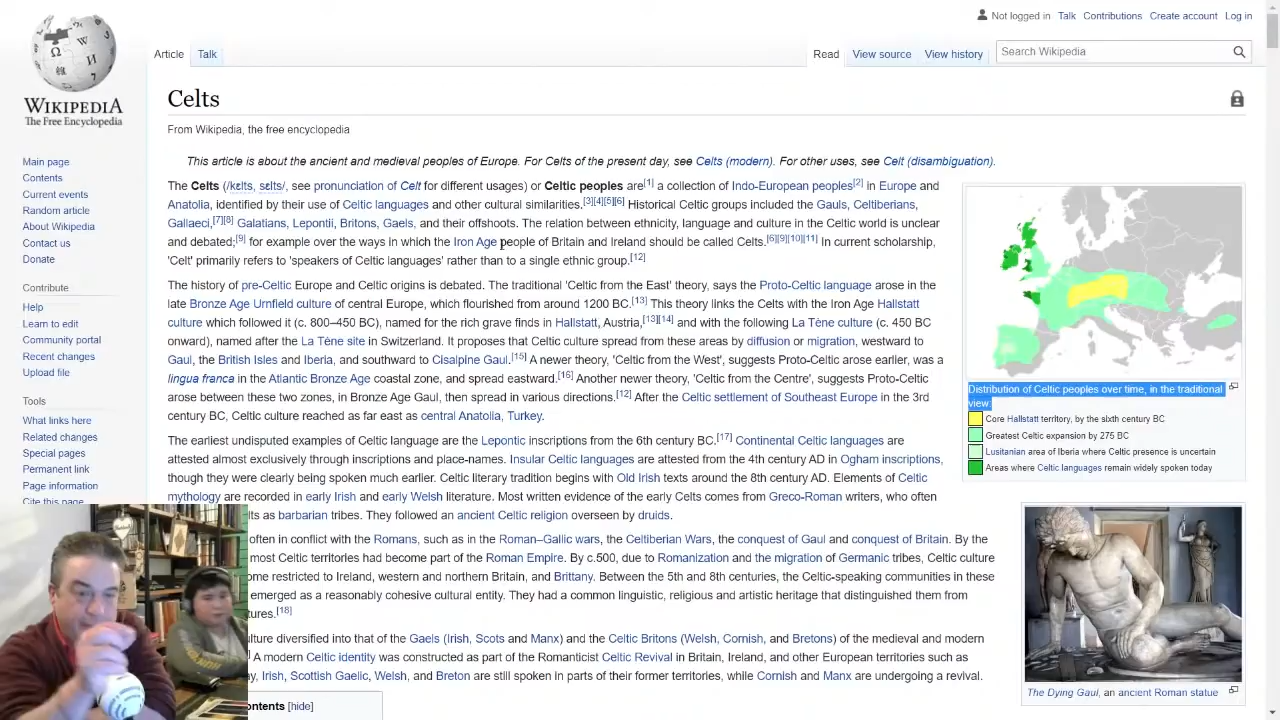 Not logged in Talk Contributions Create account Log in
Article Talk Read View source View history Search Wikipedia
WIKIPEDIA
The Free Encyclopedia
Main page
Contents
Current events
Random article
About Wikipedia
Contact us
Donate
Contribute
Help
Learn to edit
Community portal
Recent changes
Upload file
Tools
What links here
Related changes
Special pages
Permanent link
Page information
Cite this page
Celts
From Wikipedia, the free encyclopedia
This article is about the ancient and medieval peoples of Europe. For Celts of the present day, see Celts (modern). For other uses, see Celt (disambiguation).
The Celts (/kɛlts, sɛlts/, see pronunciation of Celt for different usages) or Celtic peoples are[1] a collection of Indo-European peoples[2] in Europe and
Anatolia, identified by their use of Celtic languages and other cultural similarities.[3][4][5][6] Historical Celtic groups included the Gauls, Celtiberians,
Gallaeci,[7][8] Galatians, Lepontii, Britons, Gaels, and their offshoots. The relation between ethnicity, language and culture in the Celtic world is unclear
and debated;[9] for example over the ways in which the Iron Age people of Britain and Ireland should be called Celts.[6][9][10][11] In current scholarship,
'Celt' primarily refers to 'speakers of Celtic languages' rather than to a single ethnic group.[12]
The history of pre-Celtic Europe and Celtic origins is debated. The traditional 'Celtic from the East' theory, says the Proto-Celtic language arose in the
late Bronze Age Urnfield culture of central Europe, which flourished from around 1200 BC.[13] This theory links the Celts with the Iron Age Hallstatt
culture which followed it (c. 800–450 BC), named for the rich grave finds in Hallstatt, Austria,[13][14] and with the following La Tène culture (c. 450 BC
onward), named after the La Tène site in Switzerland. It proposes that Celtic culture spread from these areas by diffusion or migration, westward to
Gaul, the British Isles and Iberia, and southward to Cisalpine Gaul.[15] A newer theory, 'Celtic from the West', suggests Proto-Celtic arose earlier, was a
lingua franca in the Atlantic Bronze Age coastal zone, and spread eastward.[16] Another newer theory, 'Celtic from the Centre', suggests Proto-Celtic
arose between these two zones, in Bronze Age Gaul, then spread in various directions.[12] After the Celtic settlement of Southeast Europe in the 3rd
century BC, Celtic culture reached as far east as central Anatolia, Turkey.
The earliest undisputed examples of Celtic language are the Lepontic inscriptions from the 6th century BC.[17] Continental Celtic languages are
attested almost exclusively through inscriptions and place-names. Insular Celtic languages are attested from the 4th century AD in Ogham inscriptions,
though they were clearly being spoken much earlier. Celtic literary tradition begins with Old Irish texts around the 8th century AD. Elements of Celtic
mythology are recorded in early Irish and early Welsh literature. Most written evidence of the early Celts comes from Greco-Roman writers, who often
lts as barbarian tribes. They followed an ancient Celtic religion overseen by druids.
often in conflict with the Romans, such as in the Roman–Gallic wars, the Celtiberian Wars, the conquest of Gaul and conquest of Britain. By the
most Celtic territories had become part of the Roman Empire. By c.500, due to Romanization and the migration of Germanic tribes, Celtic culture
ome restricted to Ireland, western and northern Britain, and Brittany. Between the 5th and 8th centuries, the Celtic-speaking communities in these
emerged as a reasonably cohesive cultural entity. They had a common linguistic, religious and artistic heritage that distinguished them from
tures.[18]
ulture diversified into that of the Gaels (Irish, Scots and Manx) and the Celtic Britons (Welsh, Cornish, and Bretons) of the medieval and modern
A modern Celtic identity was constructed as part of the Romanticist Celtic Revival in Britain, Ireland, and other European territories such as
y, Irish, Scottish Gaelic, Welsh, and Breton are still spoken in parts of their former territories, while Cornish and Manx are undergoing a revival.
ontents [hide]
Distribution of Celtic peoples over time, in the traditional
view:
Core Hallstatt territory, by the sixth century BC
Greatest Celtic expansion by 275 BC
Lusitanian area of Iberia where Celtic presence is uncertain
Areas where Celtic languages remain widely spoken today
The Dying Gaul, an ancient Roman statue